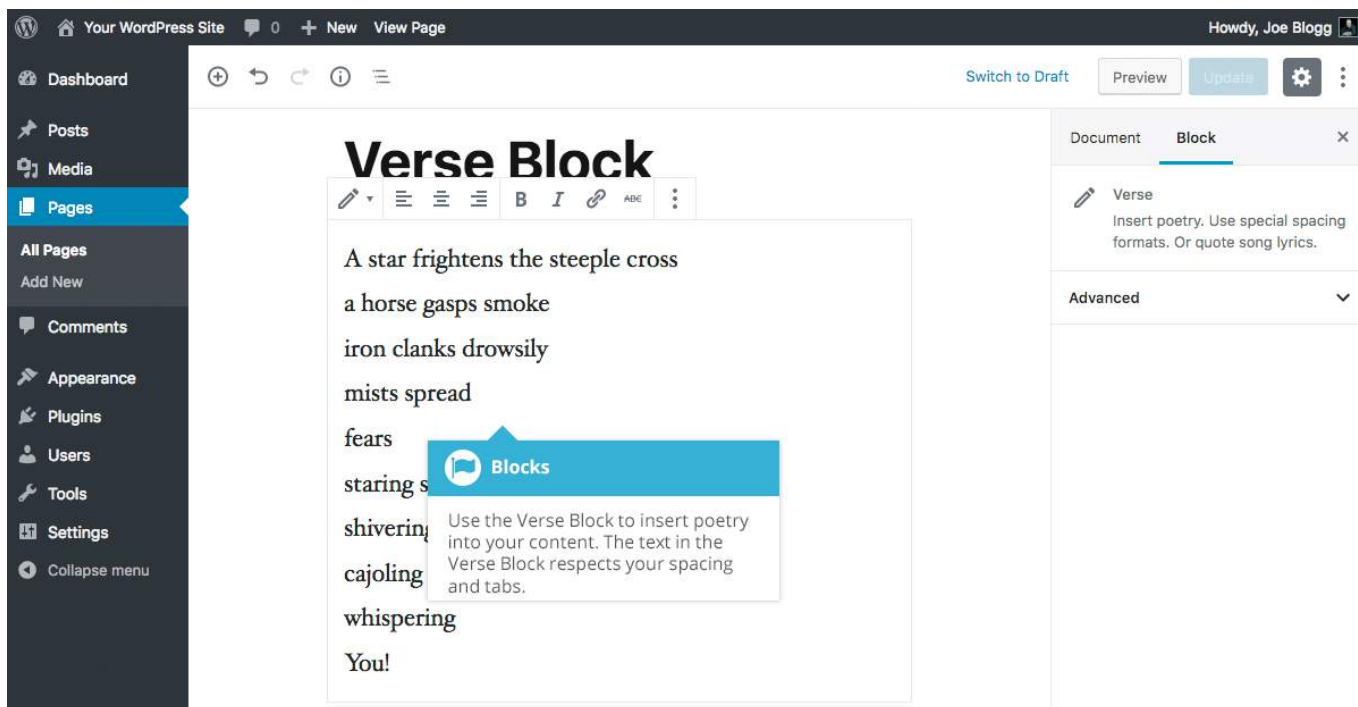 Your WordPress Site 0 + New View Page Howdy, Joe Blogg
Dashboard
Posts
Media
Pages
All Pages
Add New
Comments
Appearance
Plugins
Users
Tools
Settings
Collapse menu
Switch to Draft Preview Update
Verse Block
B I ABC
A star frightens the steeple cross
a horse gasps smoke
iron clanks drowsily
mists spread
fears
staring s
shivering
cajoling
whispering
You!
Blocks
Use the Verse Block to insert poetry
into your content. The text in the
Verse Block respects your spacing
and tabs.
Document Block ×
Verse
Insert poetry. Use special spacing
formats. Or quote song lyrics.
Advanced